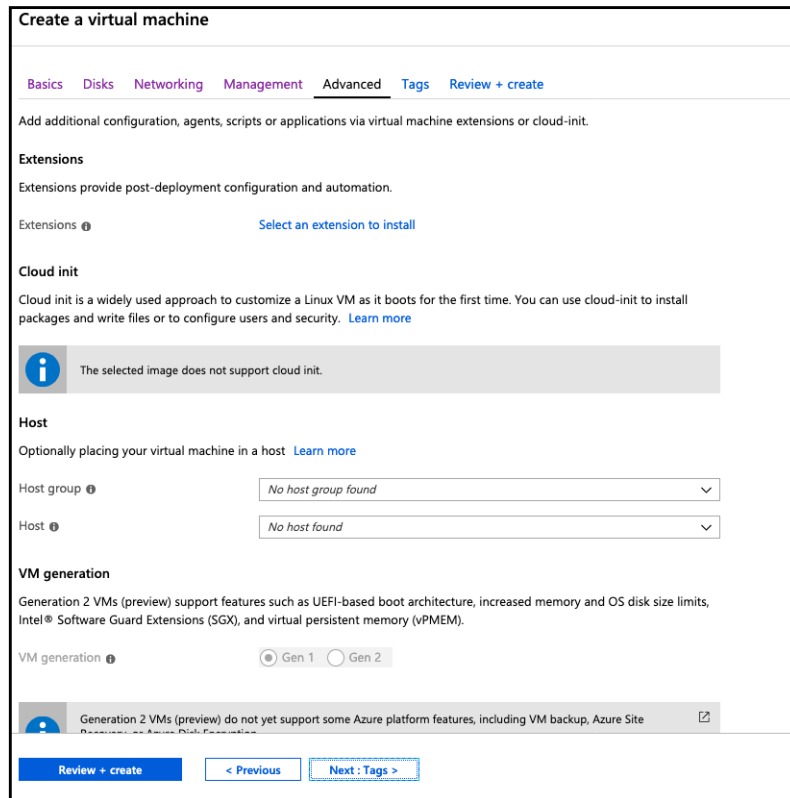 Create a virtual machine
Basics Disks Networking Management Advanced Tags Review + create
Add additional configuration, agents, scripts or applications via virtual machine extensions or cloud-init.
Extensions
Extensions provide post-deployment configuration and automation.
Extensions Select an extension to install
Cloud init
Cloud init is a widely used approach to customize a Linux VM as it boots for the first time. You can use cloud-init to install
packages and write files or to configure users and security. Learn more
The selected image does not support cloud init.
Host
Optionally placing your virtual machine in a host Learn more
Host group No host group found
Host No host found
VM generation
Generation 2 VMs (preview) support features such as UEFI-based boot architecture, increased memory and OS disk size limits,
Intel® Software Guard Extensions (SGX), and virtual persistent memory (vPMEM).
VM generation Gen 1 Gen 2
Generation 2 VMs (preview) do not yet support some Azure platform features, including VM backup, Azure Site
Recovery, or Azure Disk Encryption
Review + create < Previous Next : Tags >